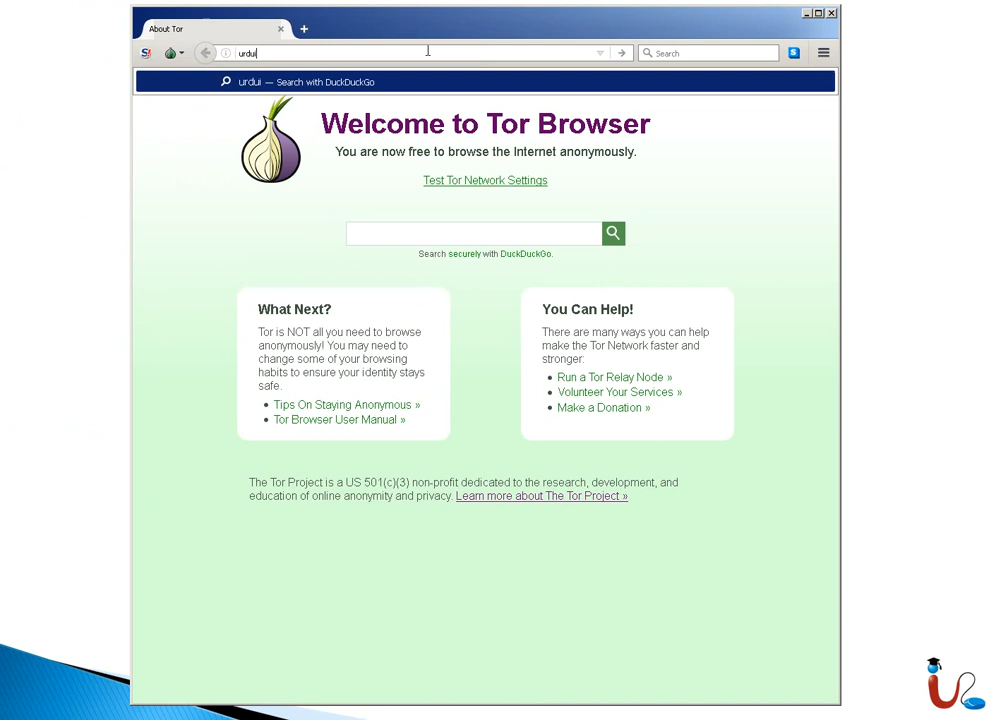 About Tor
urdui
Search
urdui — Search with DuckDuckGo
Welcome to Tor Browser
You are now free to browse the Internet anonymously.
Test Tor Network Settings
Search securely with DuckDuckGo.
What Next?
Tor is NOT all you need to browse
anonymously! You may need to
change some of your browsing
habits to ensure your identity stays
safe.
Tips On Staying Anonymous »
Tor Browser User Manual »
You Can Help!
There are many ways you can help
make the Tor Network faster and
stronger:
Run a Tor Relay Node »
Volunteer Your Services »
Make a Donation »
The Tor Project is a US 501(c)(3) non-profit dedicated to the research, development, and
education of online anonymity and privacy. Learn more about The Tor Project »